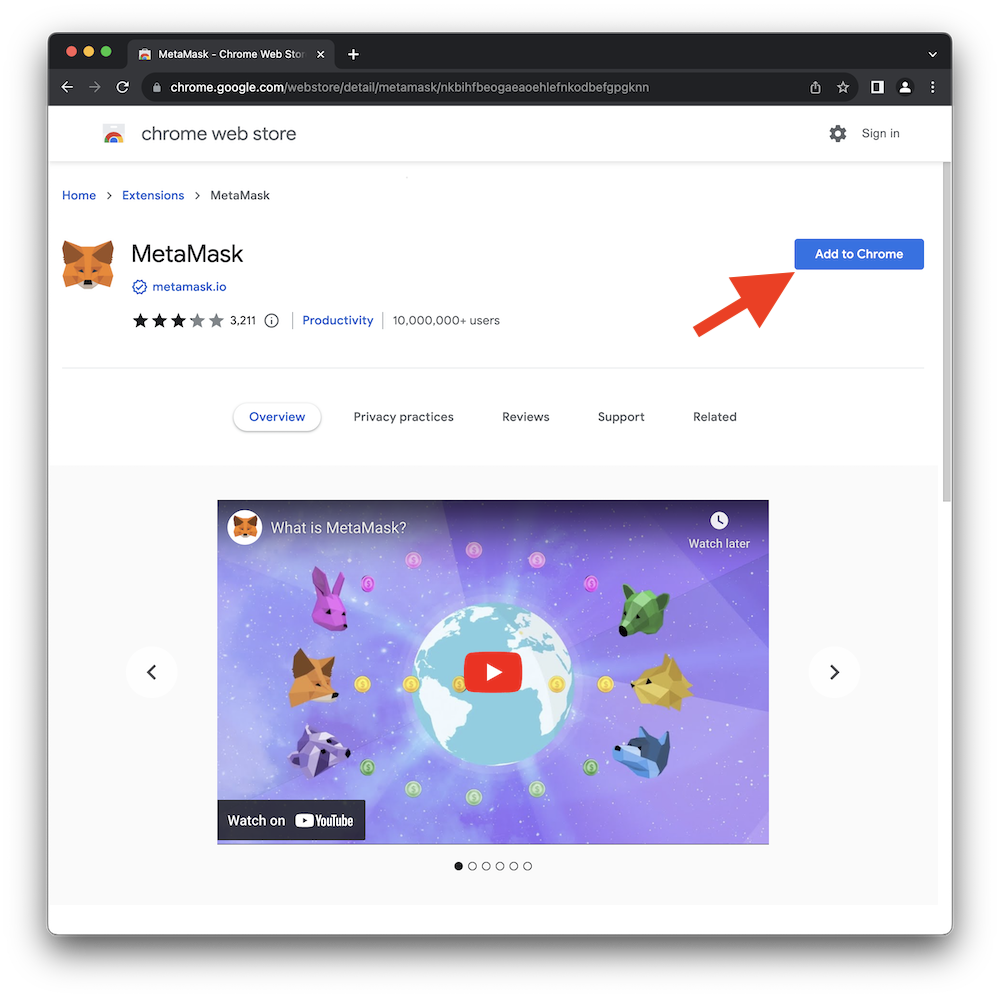 MetaMask - Chrome Web Stor
chrome.google.com/webstore/detail/metamask/nkbihfbeogaeaoehlefnkodbefgpgknn
chrome web store
Sign in
Home > Extensions > MetaMask
MetaMask
Add to Chrome
metamask.io
3,211 Productivity 10,000,000+ users
Overview Privacy practices Reviews Support Related
What is MetaMask?
Watch later
Watch on YouTube